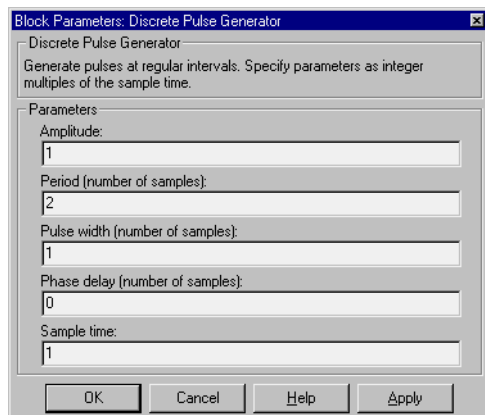 Block Parameters: Discrete Pulse Generator
Discrete Pulse Generator
Generate pulses at regular intervals. Specify parameters as integer
multiples of the sample time.
Parameters
Amplitude:
1
Period (number of samples):
2
Pulse width (number of samples):
1
Phase delay (number of samples):
0
Sample time:
1
OK Cancel Help Apply